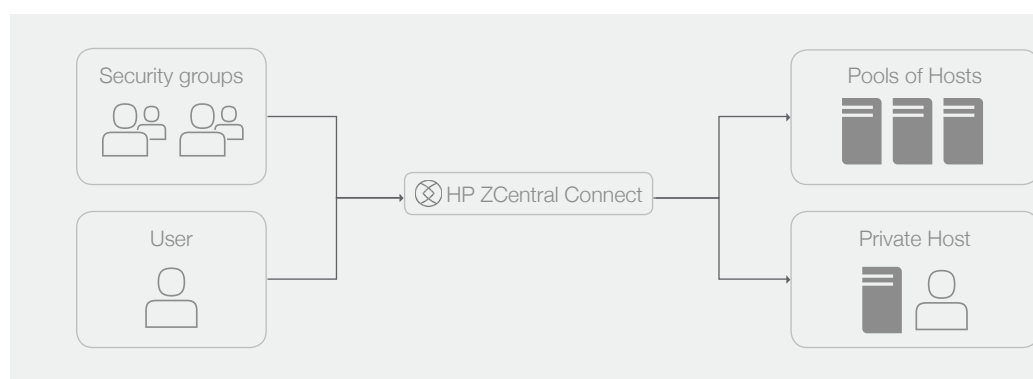 Security groups
User
HP ZCentral Connect
Pools of Hosts
Private Host